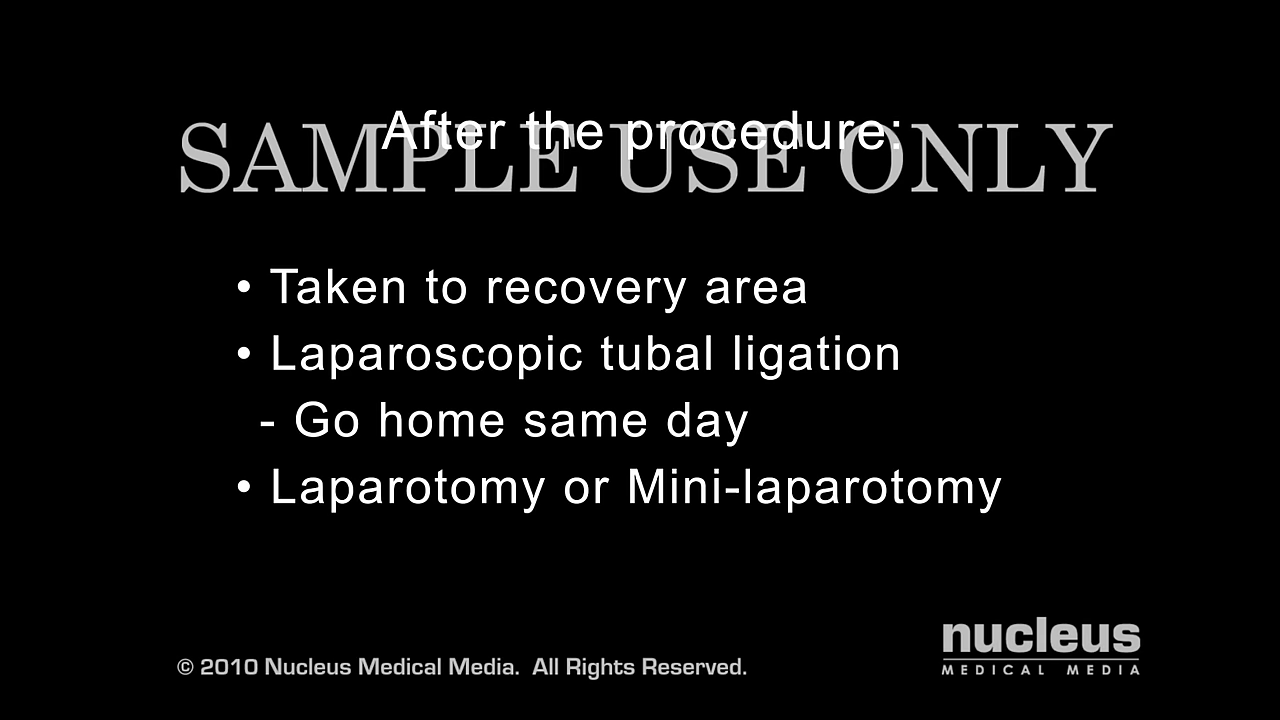 After the procedure:
SAMPLE USE ONLY
• Taken to recovery area
• Laparoscopic tubal ligation
- Go home same day
• Laparotomy or Mini-laparotomy
nucleus
MEDICAL MEDIA
© 2010 Nucleus Medical Media. All Rights Reserved.